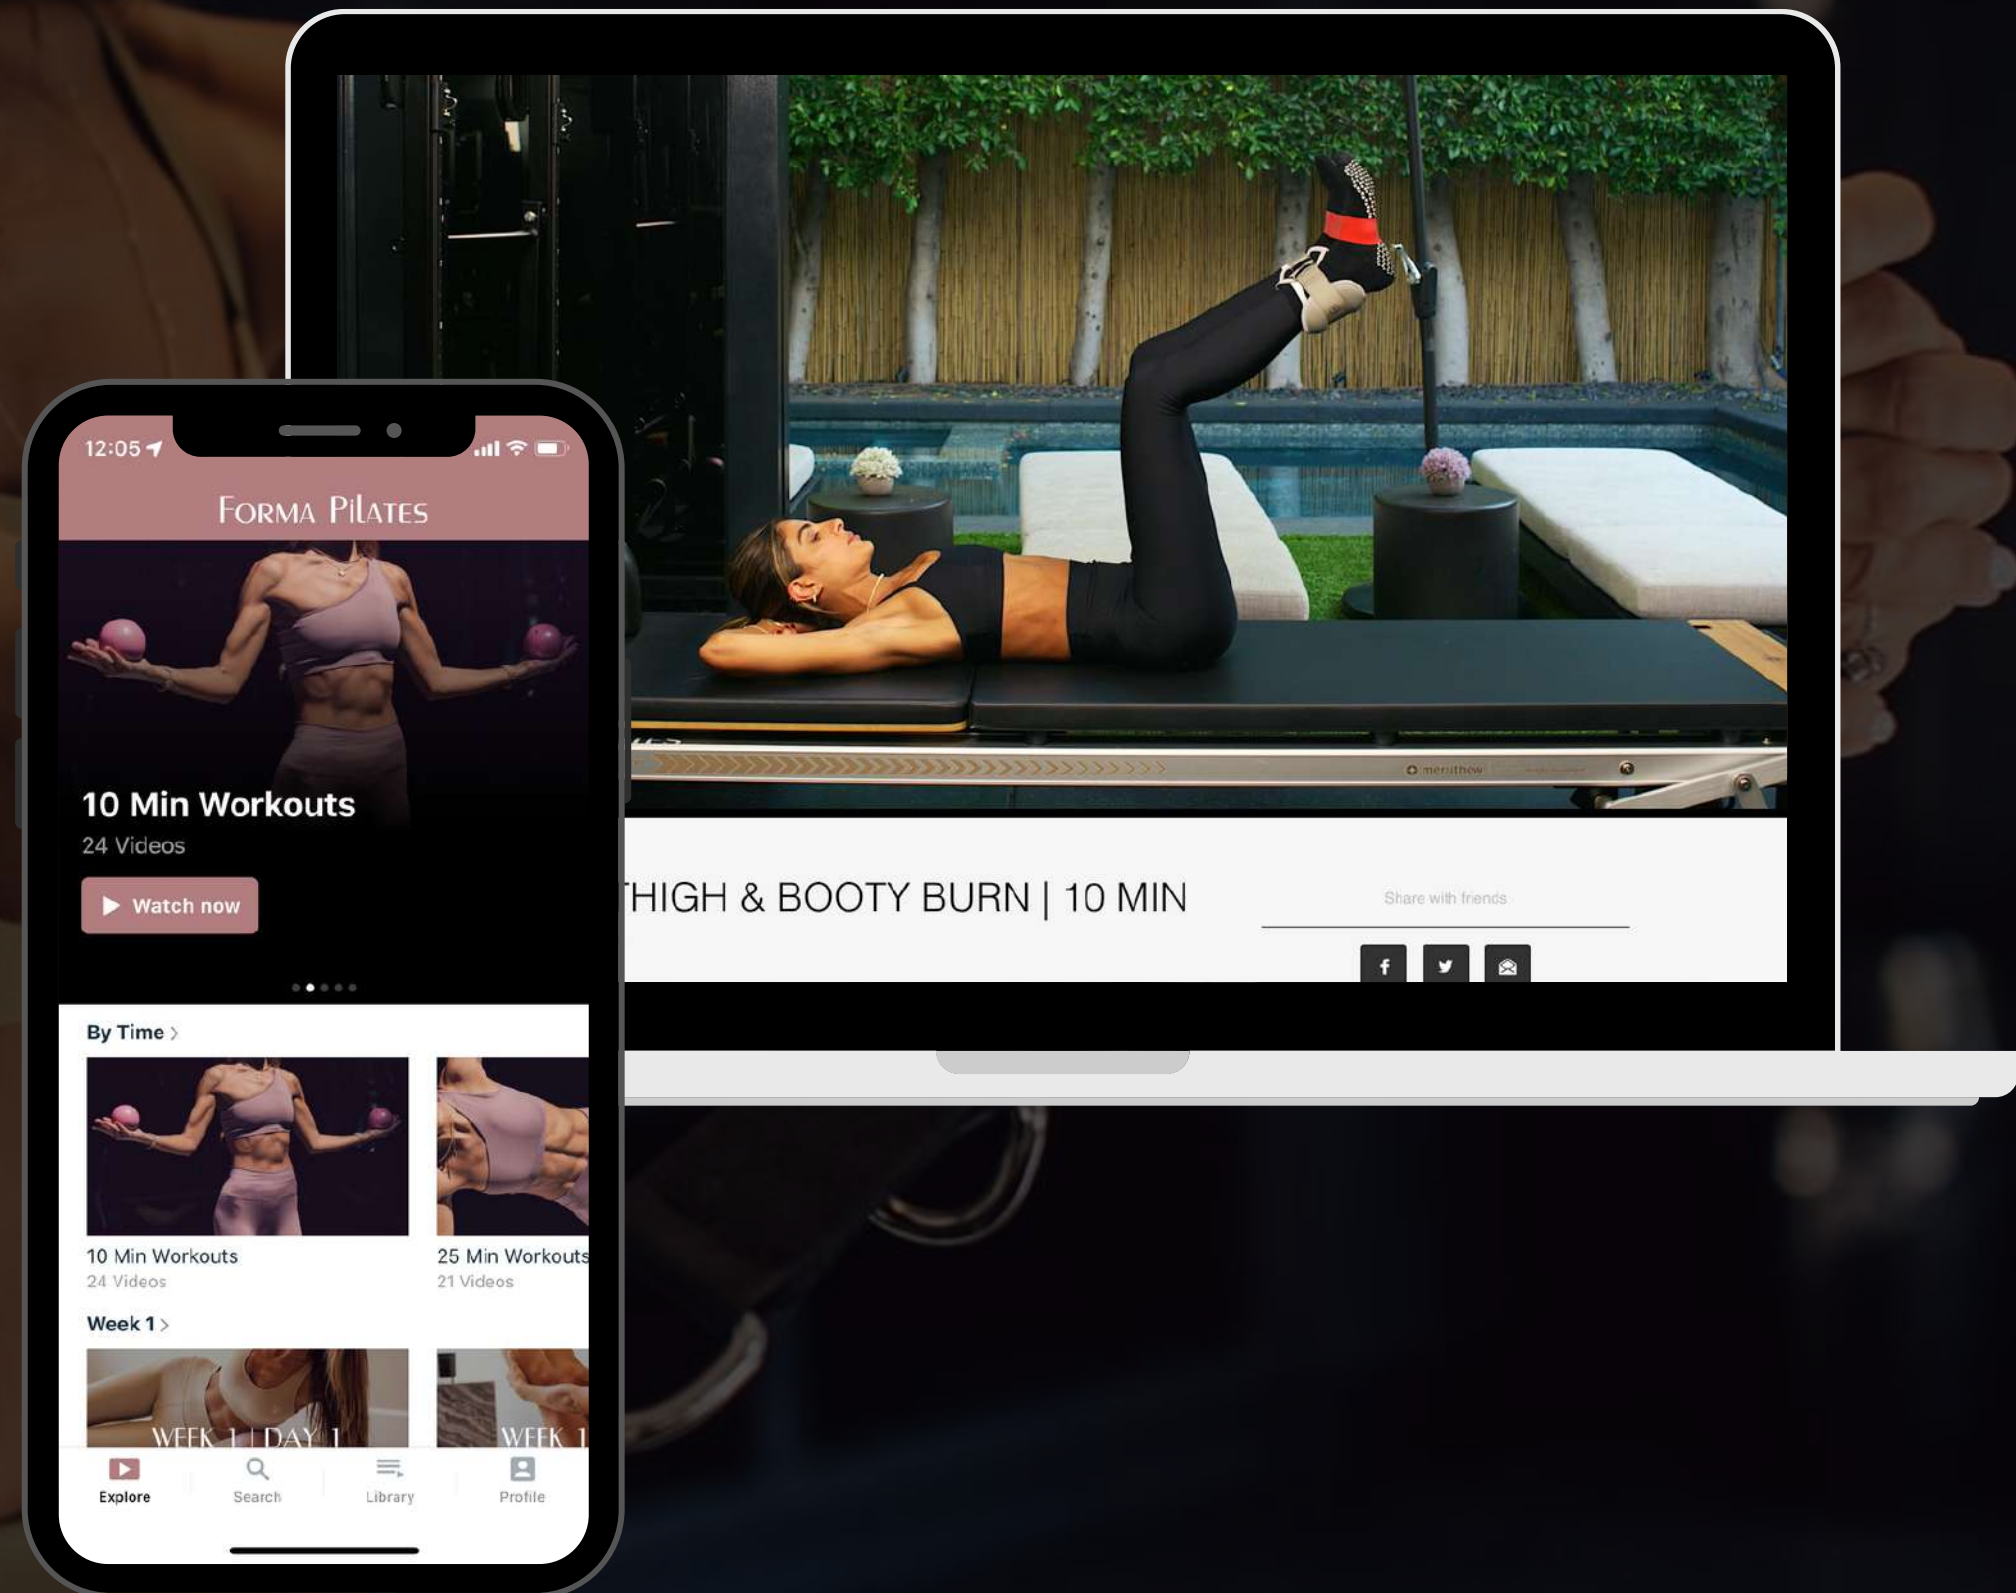 12:05
FORMA PILATES
10 Min Workouts
24 Videos
Watch now
By Time >
10 Min Workouts
24 Videos
25 Min Workouts
21 Videos
Week 1 >
WEEK 1 | DAY 1
WEEK 1
Explore
Search
Library
Profile
merrithew
THIGH & BOOTY BURN | 10 MIN
Share with friends